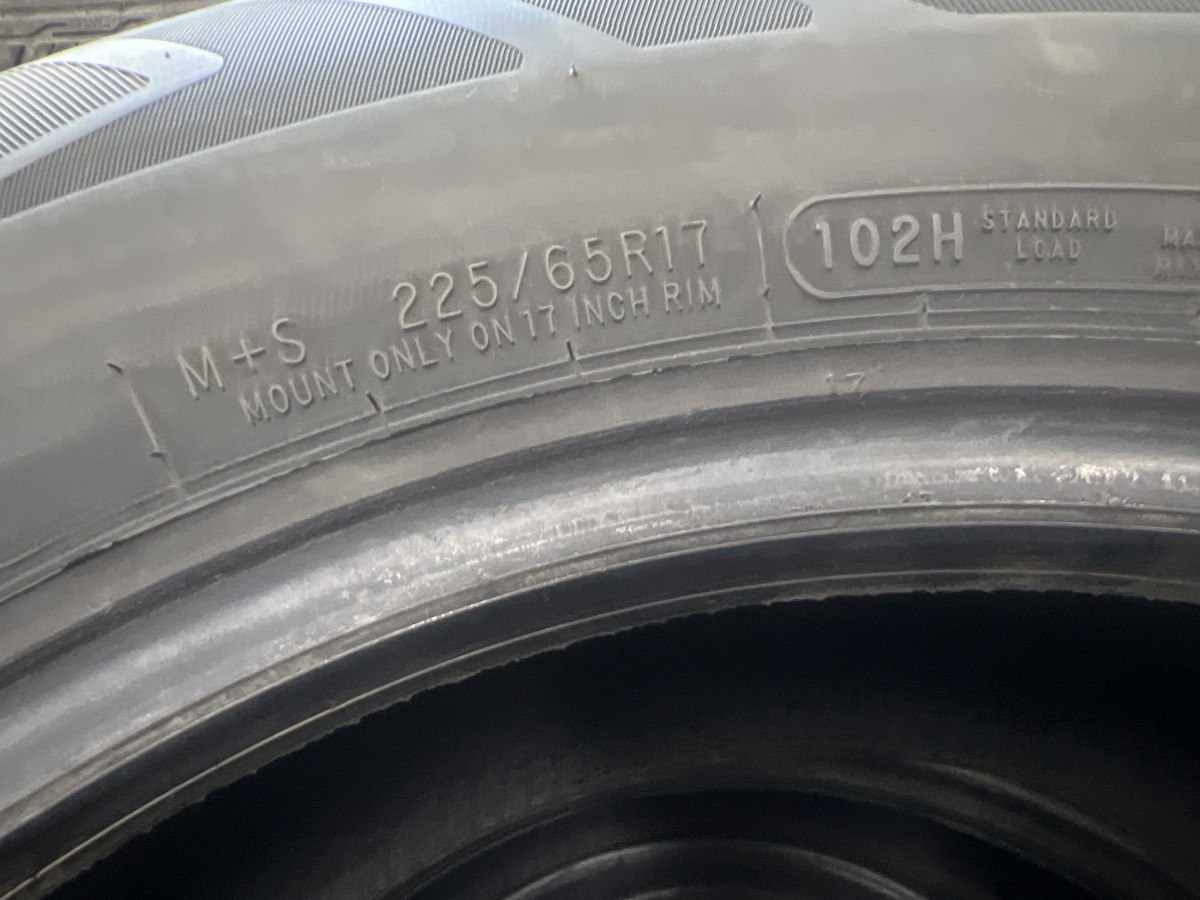 M+S 225/65R17
MOUNT ONLY ON 17 INCH RIM
102H STANDARD
LOAD
17